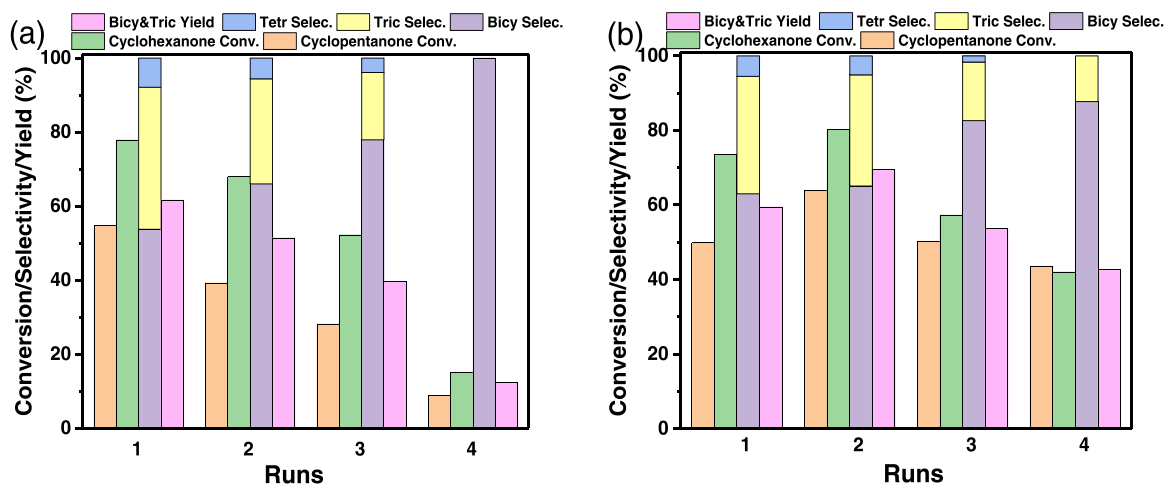 (a)
Bicy&Tric Yield Tetr Selec. Tric Selec. Bicy Selec.
Cyclohexanone Conv. Cyclopentanone Conv.
Conversion/Selectivity/Yield (%)
100
80
60
40
20
0
1 2 3 4
Runs
(b)
Bicy&Tric Yield Tetr Selec. Tric Selec. Bicy Selec.
Cyclohexanone Conv. Cyclopentanone Conv.
Conversion/Selectivity/Yield (%)
100
80
60
40
20
0
1 2 3 4
Runs